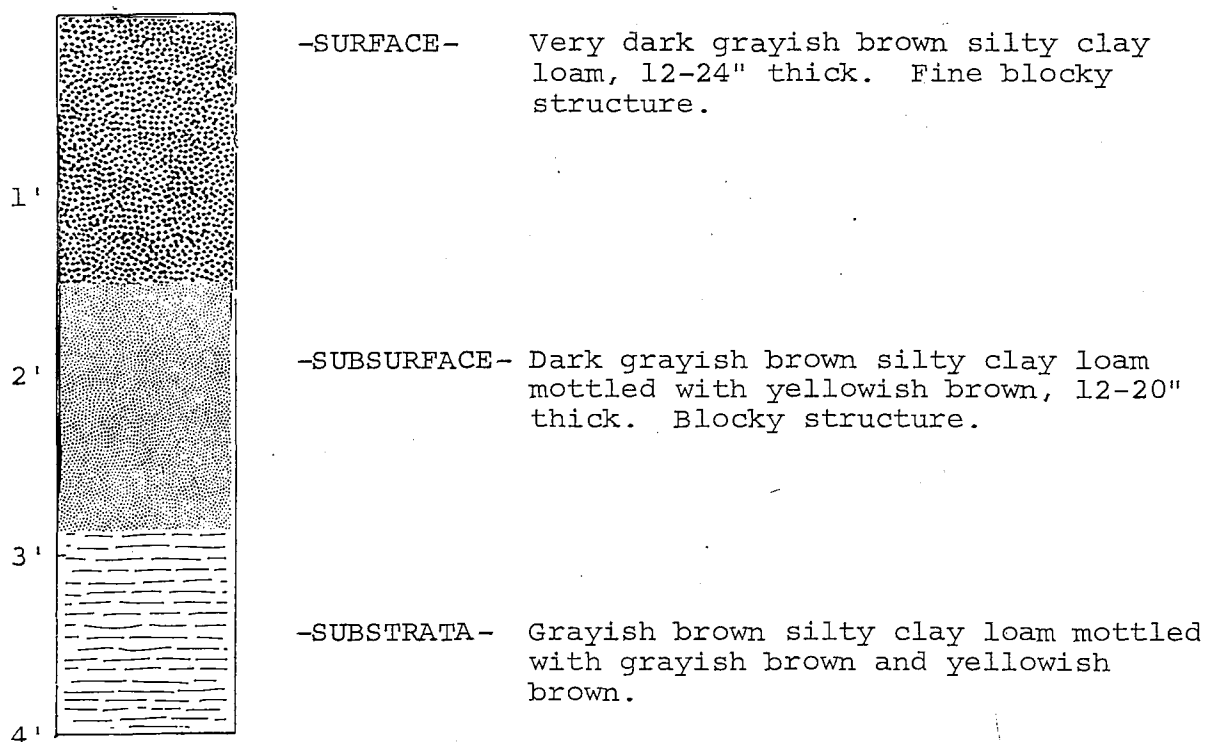 -SURFACE- Very dark grayish brown silty clay
loam, 12-24" thick. Fine blocky
structure.
1'
2'
-SUBSURFACE- Dark grayish brown silty clay loam
mottled with yellowish brown, 12-20"
thick. Blocky structure.
3'
-SUBSTRATA- Grayish brown silty clay loam mottled
with grayish brown and yellowish
brown.
4'